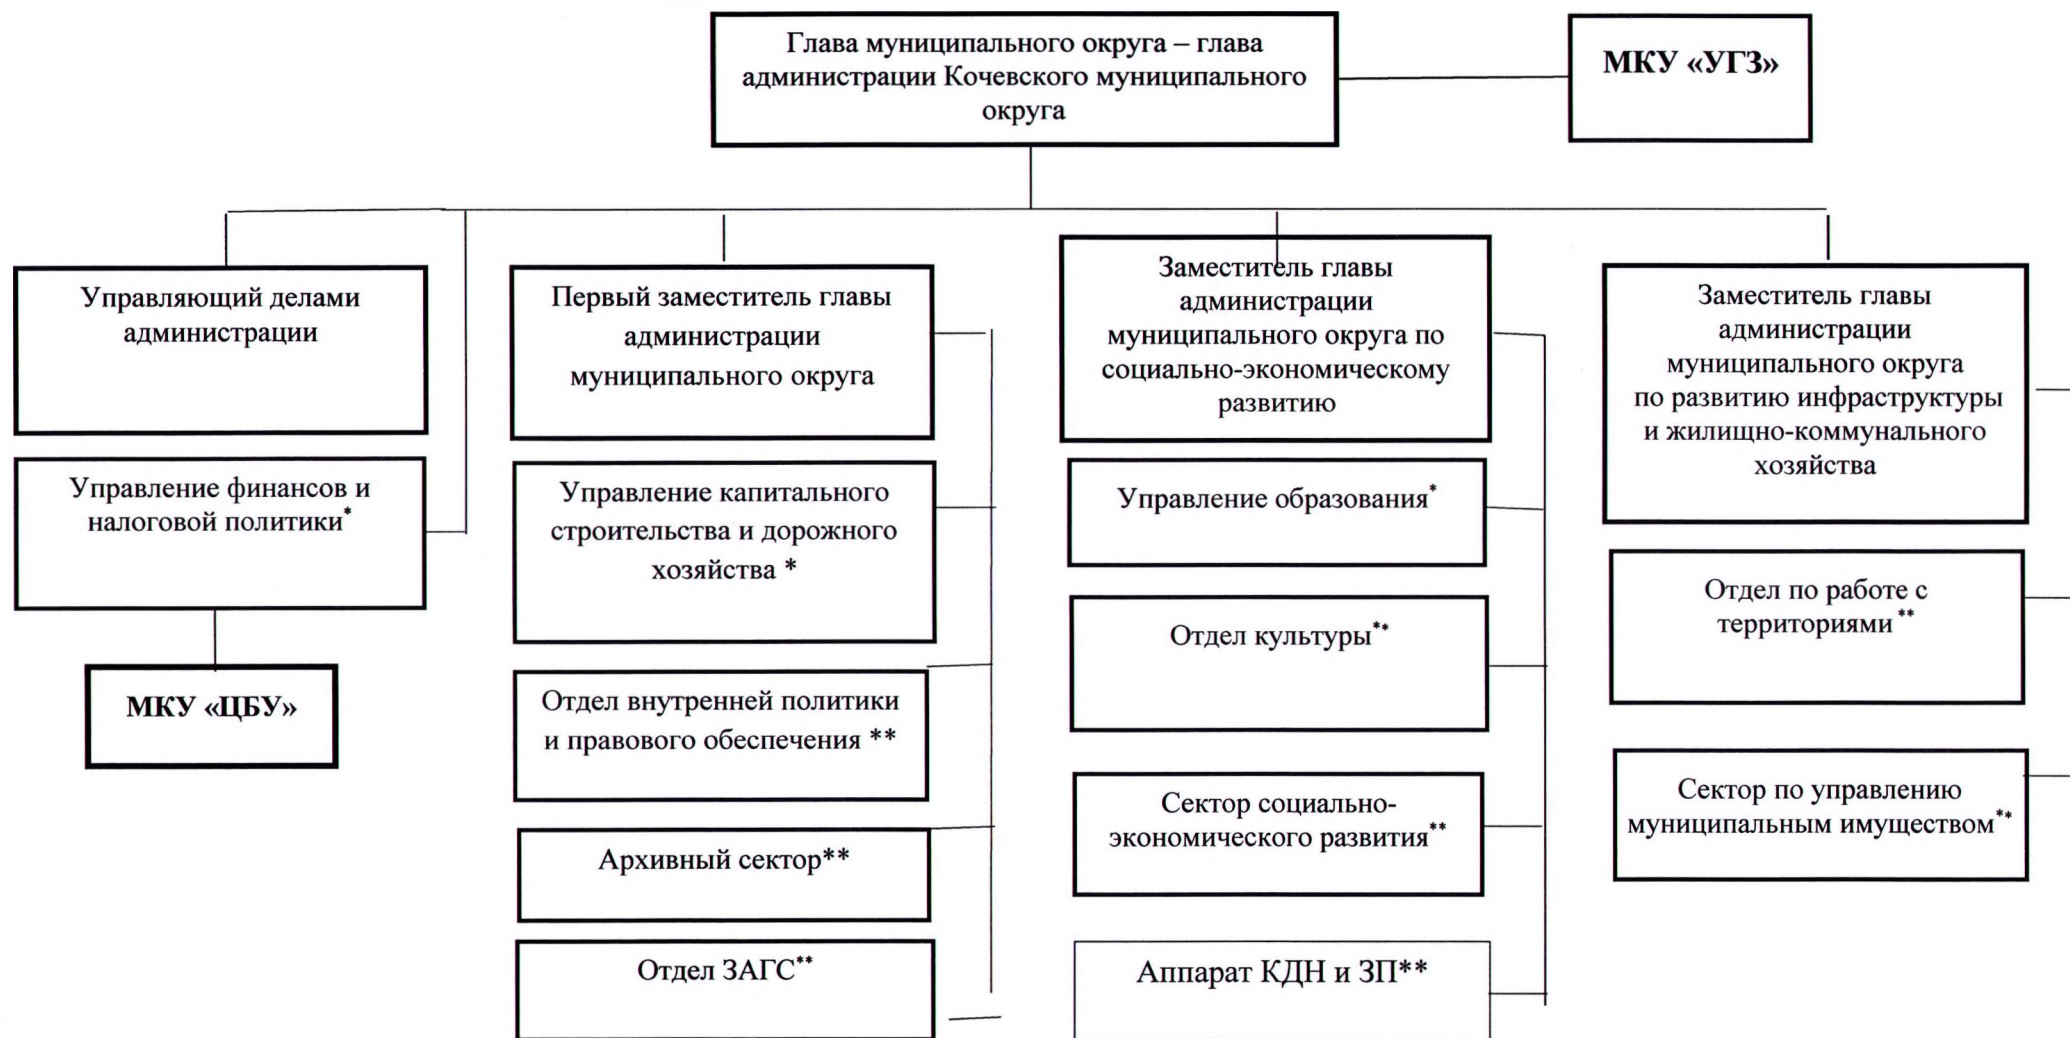 Глава муниципального округа – глава
администрации Кочевского муниципального
округа
МКУ «УГЗ»
Управляющий делами
администрации
Управление финансов и
налоговой политики*
МКУ «ЦБУ»
Первый заместитель главы
администрации
муниципального округа
Управление капитального
строительства и дорожного
хозяйства *
Отдел внутренней политики
и правового обеспечения **
Архивный сектор**
Отдел ЗАГС**
Заместитель главы
администрации
муниципального округа по
социально-экономическому
развитию
Управление образования*
Отдел культуры**
Сектор социально-
экономического развития**
Аппарат КДН и ЗП**
Заместитель главы
администрации
муниципального округа
по развитию инфраструктуры
и жилищно-коммунального
хозяйства
Отдел по работе с
территориями**
Сектор по управлению
муниципальным имуществом**